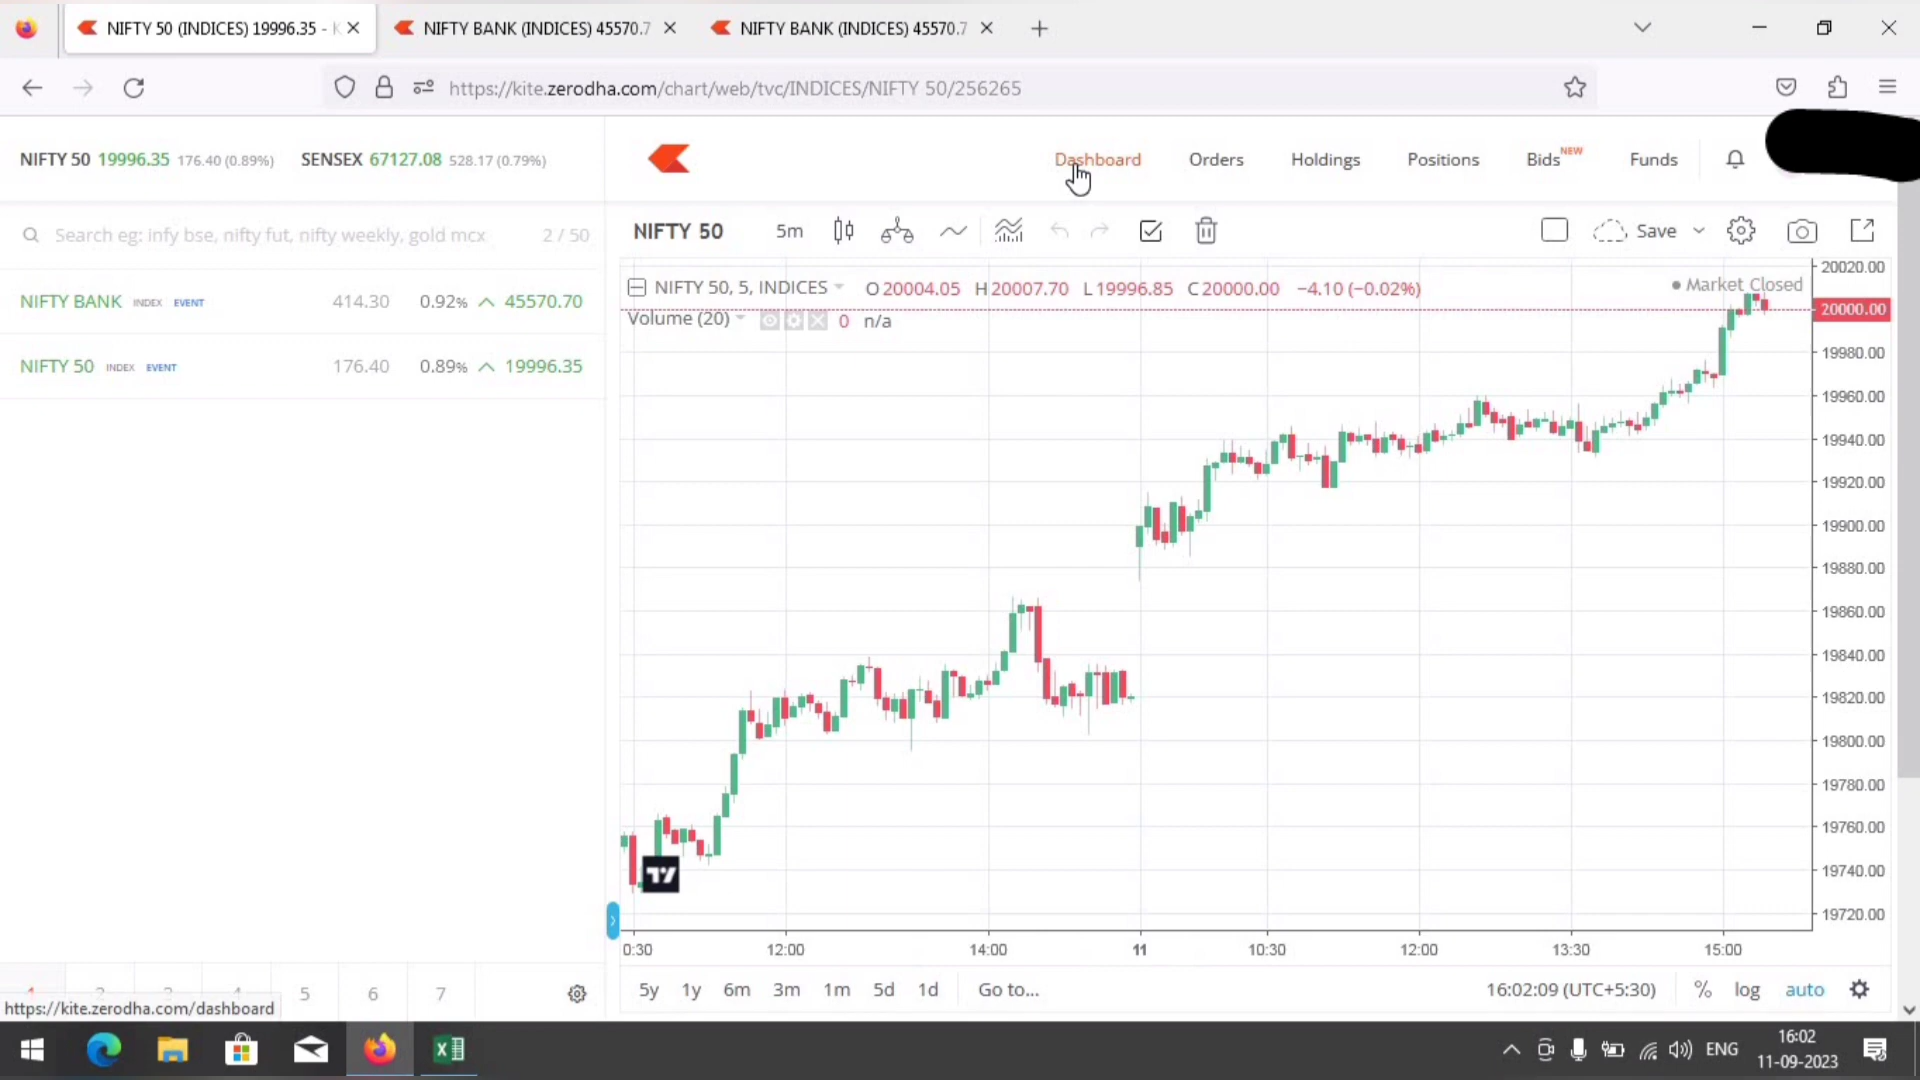 NIFTY 50 (INDICES) 19996.35 -
NIFTY BANK (INDICES) 45570.7
NIFTY BANK (INDICES) 45570.7
https://kite.zerodha.com/chart/web/tvc/INDICES/NIFTY 50/256265
NIFTY 50 19996.35 176.40 (0.89%) SENSEX 67127.08 528.17 (0.79%)
Dashboard Orders Holdings Positions Bids NEW Funds
Search eg: infy bse, nifty fut, nifty weekly, gold mcx 2 / 50
NIFTY BANK INDEX EVENT 414.30 0.92% 45570.70
NIFTY 50 INDEX EVENT 176.40 0.89% 19996.35
NIFTY 50 5m Save
NIFTY 50, 5, INDICES O20004.05 H20007.70 L19996.85 C20000.00 −4.10 (−0.02%)
Market Closed
Volume (20) 0 n/a
20020.00
20000.00
19980.00
19960.00
19940.00
19920.00
19900.00
19880.00
19860.00
19840.00
19820.00
19800.00
19780.00
19760.00
19740.00
19720.00
0:30 12:00 14:00 11 10:30 12:00 13:30 15:00
5y 1y 6m 3m 1m 5d 1d Go to... 16:02:09 (UTC+5:30) % log auto
1 2 3 4 5 6 7
https://kite.zerodha.com/dashboard
ENG
16:02
11-09-2023